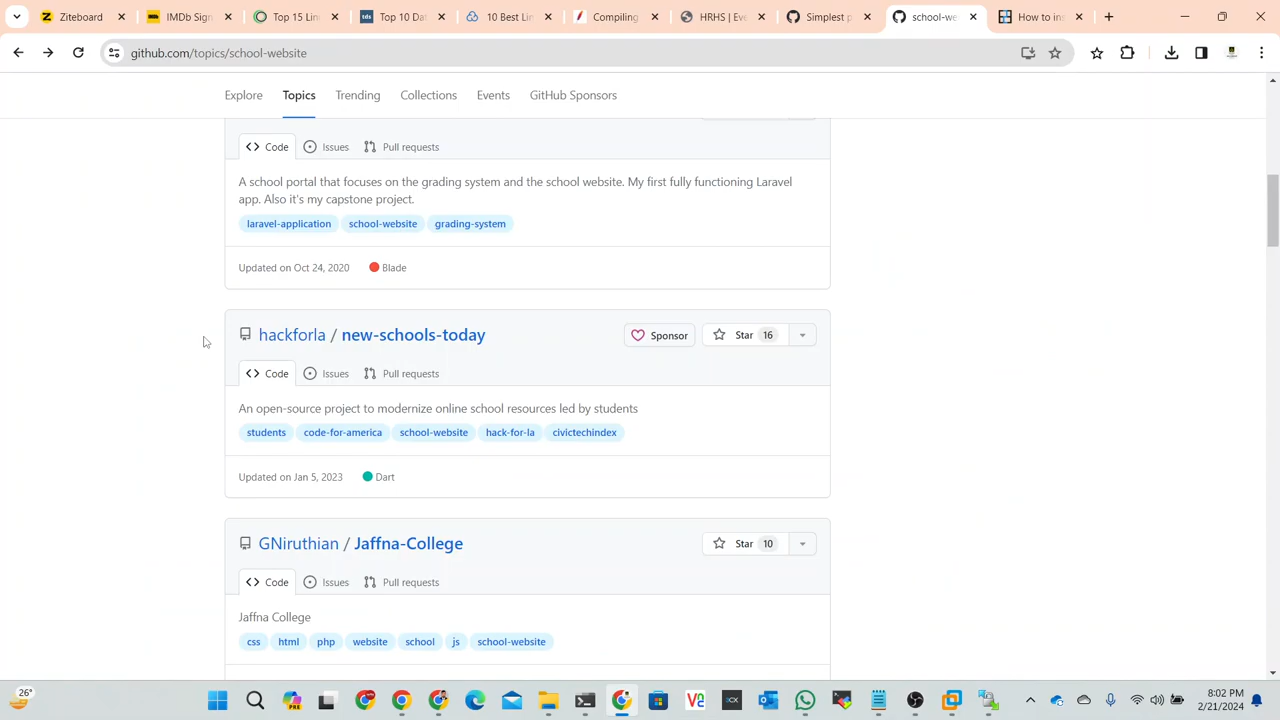 Ziteboard
IMDb Sign
Top 15 Lin
Top 10 Dat
10 Best Lin
Compiling
HRHS | Eve
Simplest p
school-we
How to ins
github.com/topics/school-website
Explore
Topics
Trending
Collections
Events
GitHub Sponsors
Code
Issues
Pull requests
A school portal that focuses on the grading system and the school website. My first fully functioning Laravel
app. Also it's my capstone project.
laravel-application
school-website
grading-system
Updated on Oct 24, 2020
Blade
hackforla / new-schools-today
Sponsor
Star 16
Code
Issues
Pull requests
An open-source project to modernize online school resources led by students
students
code-for-america
school-website
hack-for-la
civictechindex
Updated on Jan 5, 2023
Dart
GNiruthian / Jaffna-College
Star 10
Code
Issues
Pull requests
Jaffna College
css
html
php
website
school
js
school-website
26°
8:02 PM
2/21/2024